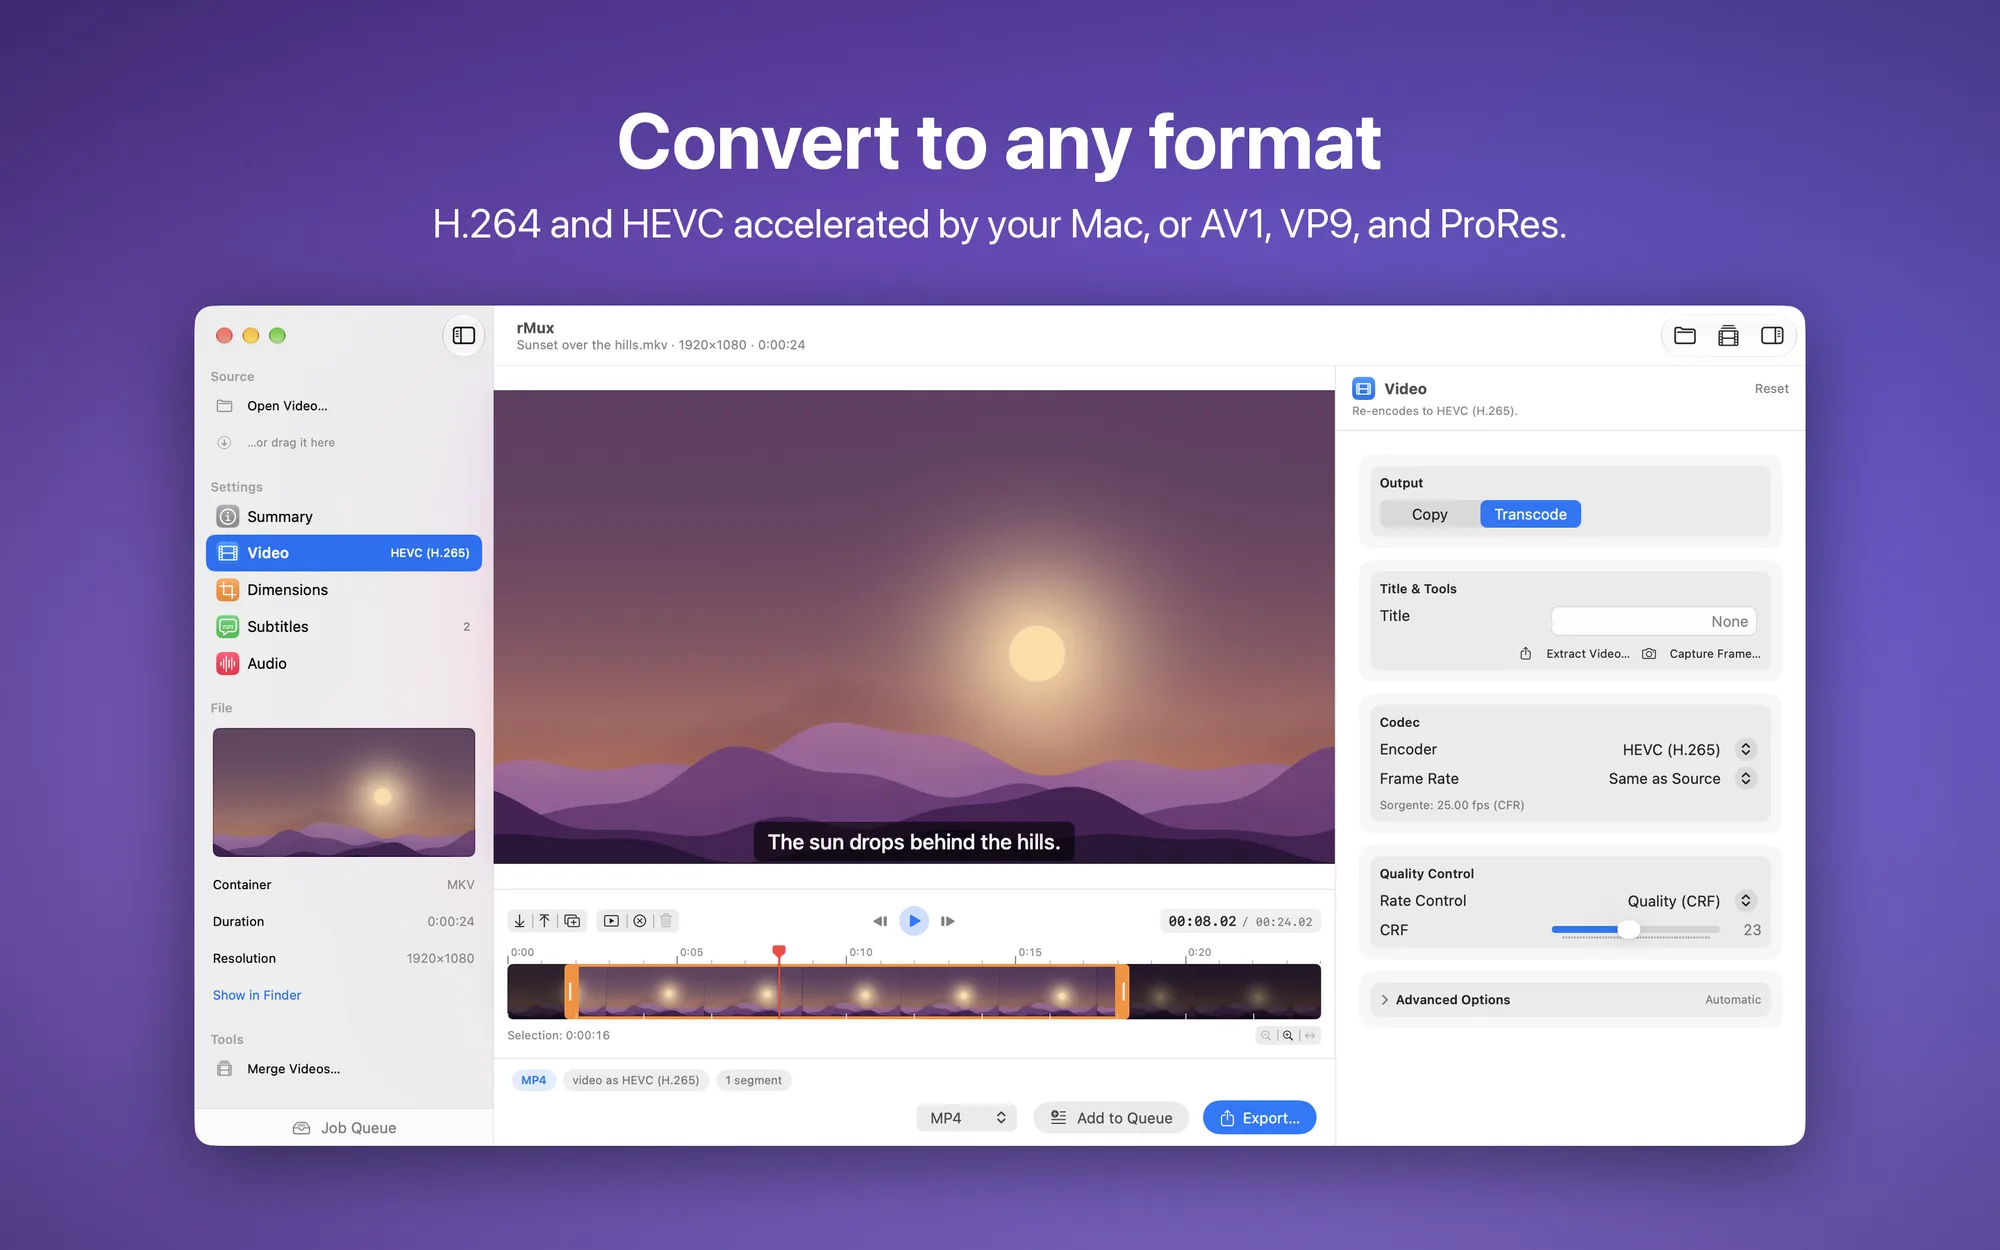 Convert to any format
H.264 and HEVC accelerated by your Mac, or AV1, VP9, and ProRes.
rMux
Sunset over the hills.mkv · 1920×1080 · 0:00:24
Source
Open Video...
...or drag it here
Settings
Summary
Video HEVC (H.265)
Dimensions
Subtitles 2
Audio
File
Container MKV
Duration 0:00:24
Resolution 1920×1080
Show in Finder
Tools
Merge Videos...
Job Queue
The sun drops behind the hills.
00:08.02 / 00:24.02
0:00 0:05 0:10 0:15 0:20
Selection: 0:00:16
MP4 video as HEVC (H.265) 1 segment
MP4 Add to Queue Export...
Video Reset
Re-encodes to HEVC (H.265).
Output
Copy Transcode
Title & Tools
Title None
Extract Video... Capture Frame...
Codec
Encoder HEVC (H.265)
Frame Rate Same as Source
Sorgente: 25.00 fps (CFR)
Quality Control
Rate Control Quality (CRF)
CRF 23
Advanced Options Automatic